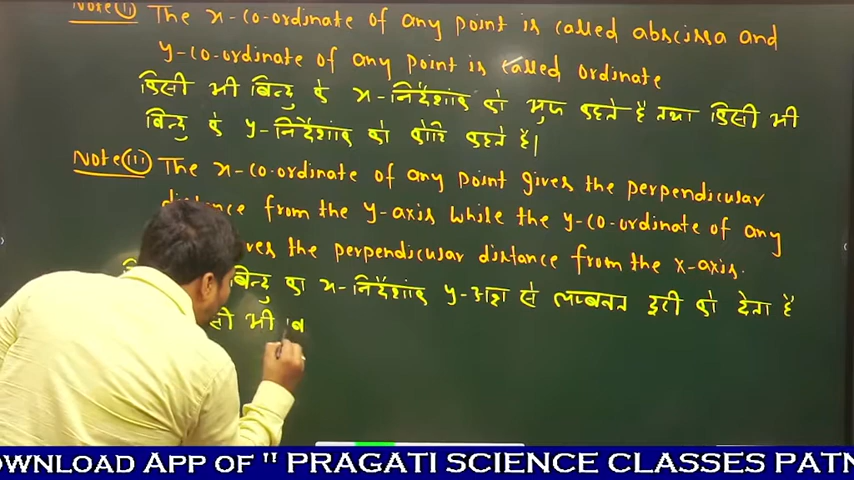 Note (i) The x-co-ordinate of any point is called abscissa and
y-co-ordinate of any point is called ordinate
किसी भी बिन्दु के x-निर्देशांक को भुज कहते हैं तथा किसी भी
बिन्दु के y-निर्देशांक को कोटि कहते हैं।
Note (iii) The x-co-ordinate of any point gives the perpendicular
from the y-axis while the y-co-ordinate of any
the perpendicular distance from the x-axis.
बिन्दु का x-निर्देशांक y-अक्ष से लम्बवत दूरी को देता है
भी
DOWNLOAD APP OF " PRAGATI SCIENCE CLASSES PATN